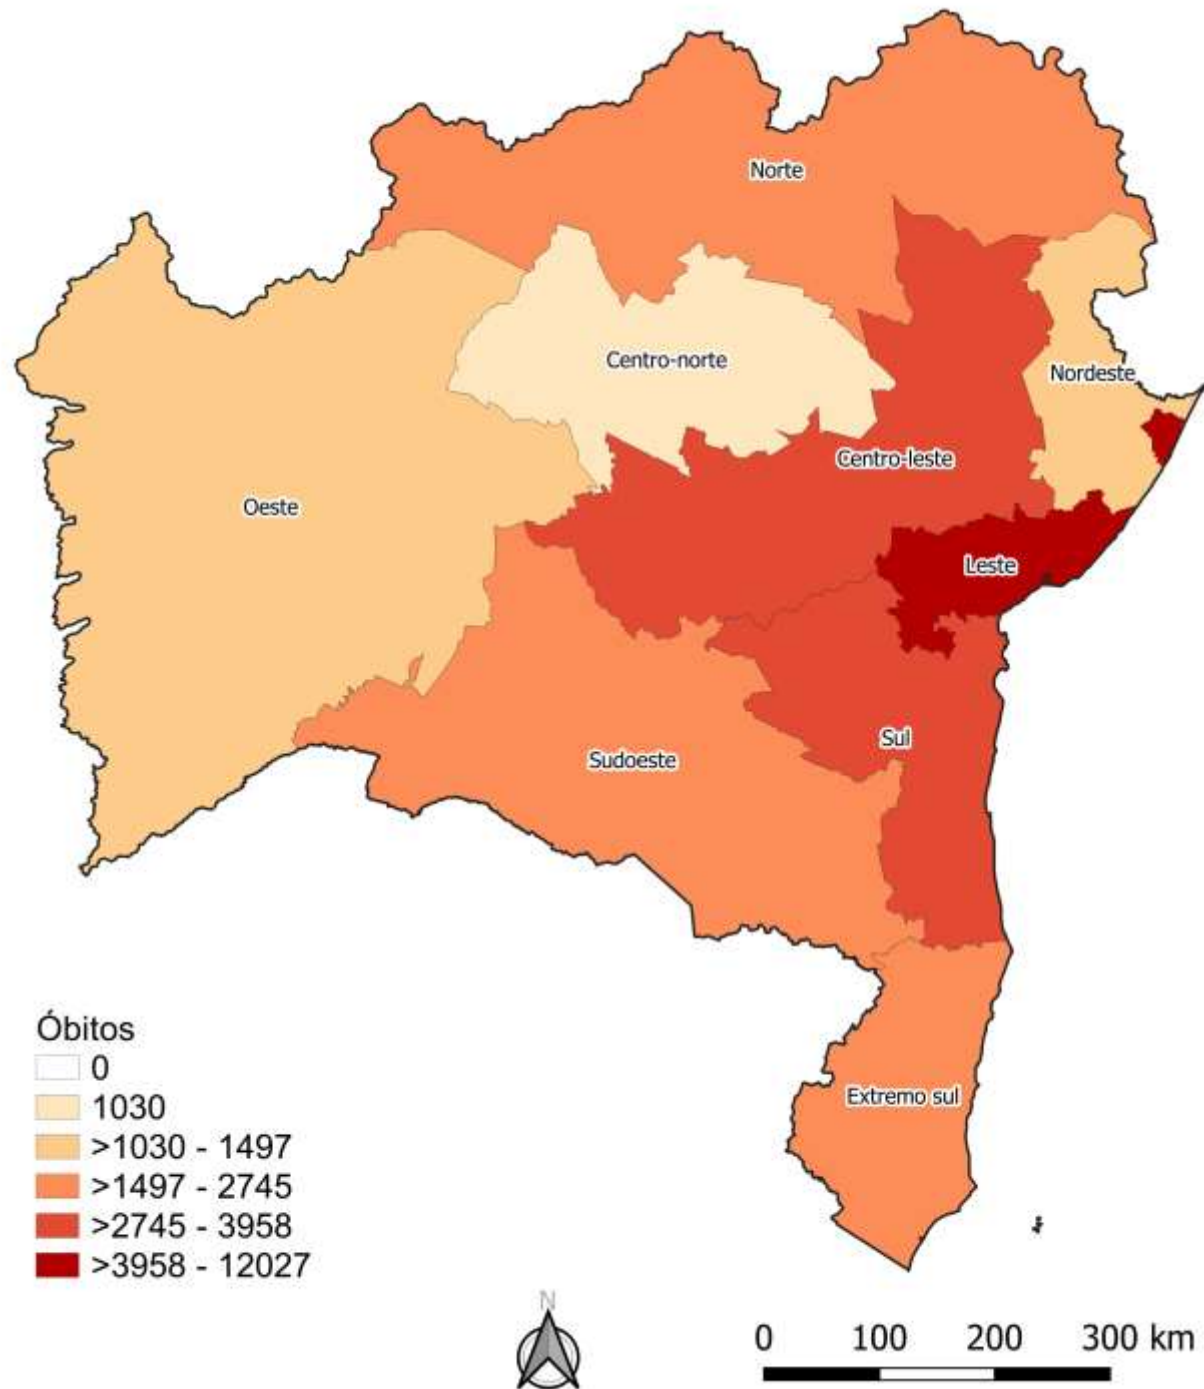 Norte
Centro-norte
Nordeste
Centro-leste
Oeste
Leste
Sul
Sudoeste
Extremo sul
Óbitos
0
1030
>1030 - 1497
>1497 - 2745
>2745 - 3958
>3958 - 12027
N
0 100 200 300 km